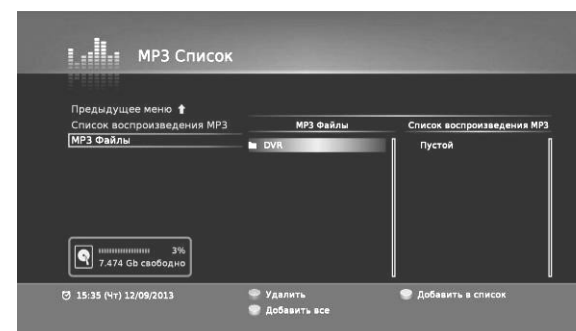 MP3 Список
Предыдущее меню ⬆
Список воспроизведения MP3
MP3 Файлы
MP3 Файлы
DVR
Список воспроизведения MP3
Пустой
3%
7.474 Gb свободно
15:35 (Чт) 12/09/2013
Удалить
Добавить в список
Добавить все